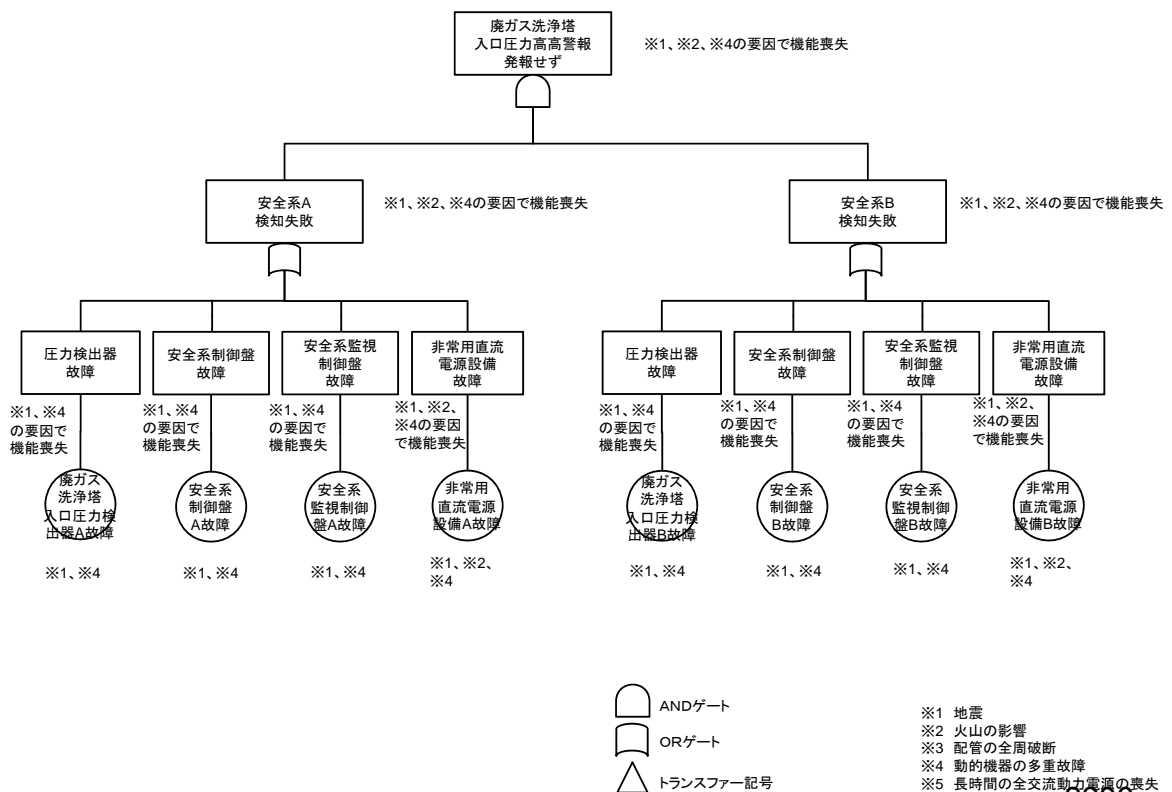 廃ガス洗浄塔
入口圧力高高警報
発報せず
※1、※2、※4の要因で機能喪失
安全系A
検知失敗
※1、※2、※4の要因で機能喪失
安全系B
検知失敗
※1、※2、※4の要因で機能喪失
圧力検出器
故障
安全系制御盤
故障
安全系監視
制御盤
故障
非常用直流
電源設備
故障
圧力検出器
故障
安全系制御盤
故障
安全系監視
制御盤
故障
非常用直流
電源設備
故障
※1、※4
の要因で
機能喪失
※1、※4
の要因で
機能喪失
※1、※4
の要因で
機能喪失
※1、※2、
※4の要因
で機能喪失
※1、※4
の要因で
機能喪失
※1、※4
の要因で
機能喪失
※1、※4
の要因で
機能喪失
※1、※2、
※4の要因
で機能喪失
廃ガス
洗浄塔
入口圧力検
出器A故障
安全系
制御盤
A故障
安全系
監視制御
盤A故障
非常用
直流電源
設備A故障
廃ガス
洗浄塔
入口圧力検
出器B故障
安全系
制御盤
B故障
安全系
監視制御
盤B故障
非常用
直流電源
設備B故障
※1、※4
※1、※4
※1、※4
※1、※2、
※4
※1、※4
※1、※4
※1、※4
※1、※2、
※4
ANDゲート
ORゲート
トランスファー記号
※1 地震
※2 火山の影響
※3 配管の全周破断
※4 動的機器の多重故障
※5 長時間の全交流動力電源の喪失